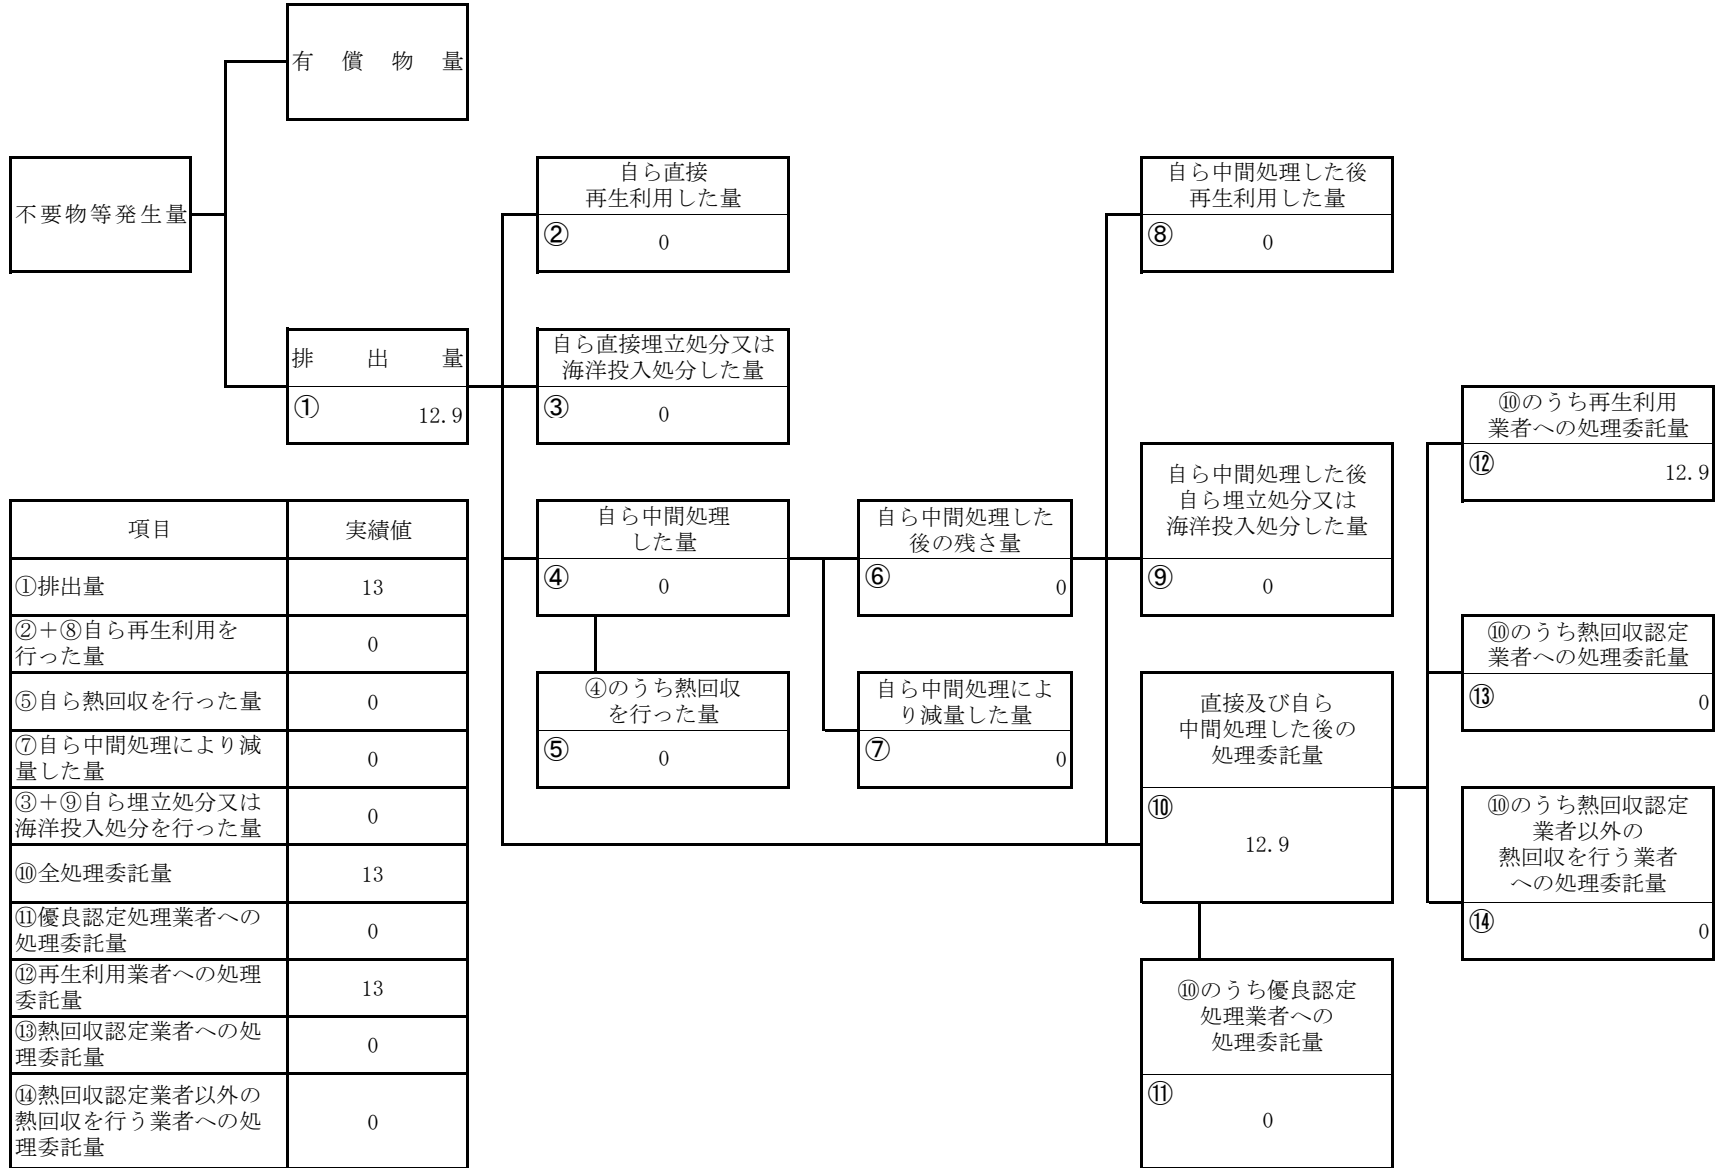 有償物量
不要物等発生量
排出量
① 12.9
自ら直接
再生利用した量
② 0
自ら直接埋立処分又は
海洋投入処分した量
③ 0
自ら中間処理
した量
④ 0
④のうち熱回収
を行った量
⑤ 0
自ら中間処理した
後の残さ量
⑥ 0
自ら中間処理によ
り減量した量
⑦ 0
自ら中間処理した後
再生利用した量
⑧ 0
自ら中間処理した後
自ら埋立処分又は
海洋投入処分した量
⑨ 0
直接及び自ら
中間処理した後の
処理委託量
⑩
12.9
⑩のうち優良認定
処理業者への
処理委託量
⑪
0
⑩のうち再生利用
業者への処理委託量
⑫ 12.9
⑩のうち熱回収認定
業者への処理委託量
⑬ 0
⑩のうち熱回収認定
業者以外の
熱回収を行う業者
への処理委託量
⑭ 0
項目 実績値
①排出量 13
②＋⑧自ら再生利用を
行った量 0
⑤自ら熱回収を行った量 0
⑦自ら中間処理により減
量した量 0
③＋⑨自ら埋立処分又は
海洋投入処分を行った量 0
⑩全処理委託量 13
⑪優良認定処理業者への
処理委託量 0
⑫再生利用業者への処理
委託量 13
⑬熱回収認定業者への処
理委託量 0
⑭熱回収認定業者以外の
熱回収を行う業者への処
理委託量 0